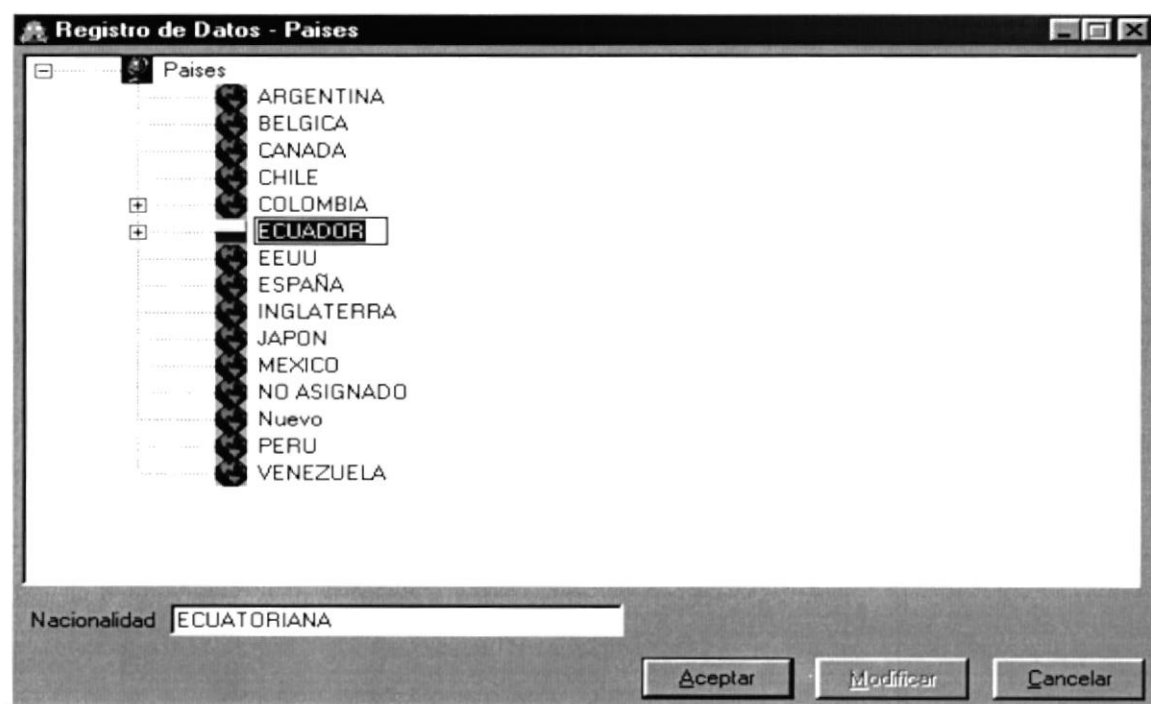 Registro de Datos - Paises
Paises
ARGENTINA
BELGICA
CANADA
CHILE
COLOMBIA
ECUADOR
EEUU
ESPAÑA
INGLATERRA
JAPON
MEXICO
NO ASIGNADO
Nuevo
PERU
VENEZUELA
Nacionalidad ECUATORIANA
Aceptar Modificar Cancelar